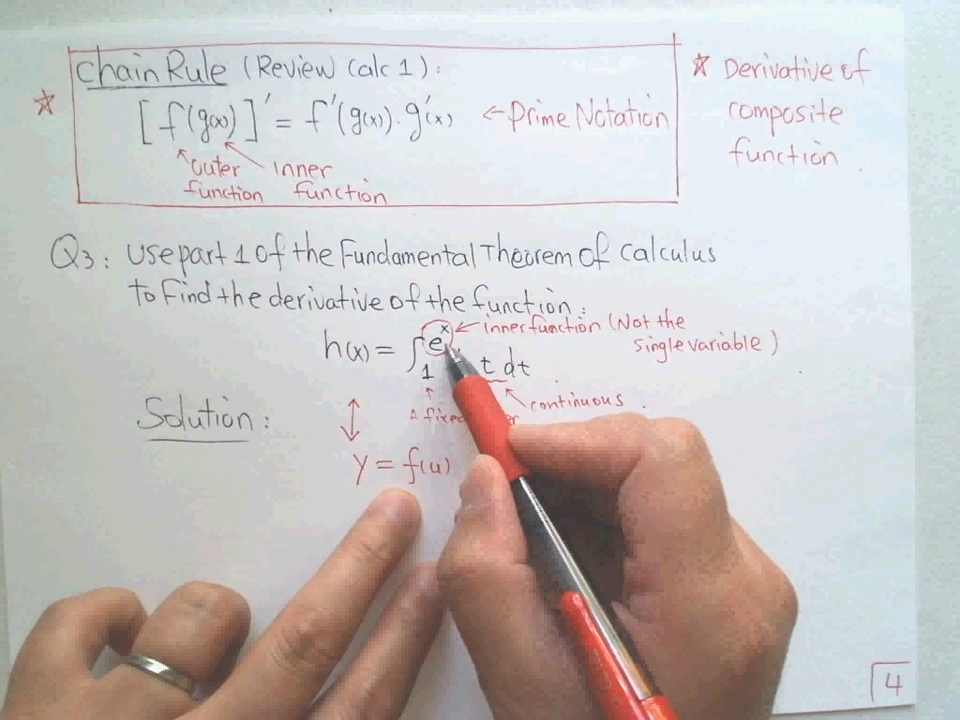 Chain Rule (Review Calc 1):
[f(g(x))]' = f'(g(x)).g'(x) ← Prime Notation
outer inner
function function
☆ Derivative of
composite
function
Q3: Use part 1 of the Fundamental Theorem of Calculus
to find the derivative of the function:
← inner function (Not the
single variable)
h(x) = ∫₁^(e^x) t dt
continuous
A fixed
Solution:
y = f(u)
4